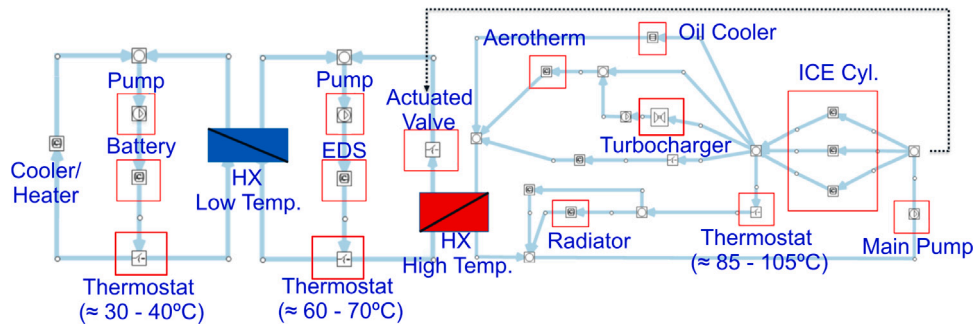 Pump
Battery
Cooler/
Heater
Thermostat
(≈ 30 - 40ºC)
HX
Low Temp.
Pump
EDS
Thermostat
(≈ 60 - 70ºC)
Actuated
Valve
HX
High Temp.
Aerotherm
Oil Cooler
Turbocharger
ICE Cyl.
Radiator
Thermostat
(≈ 85 - 105ºC)
Main Pump